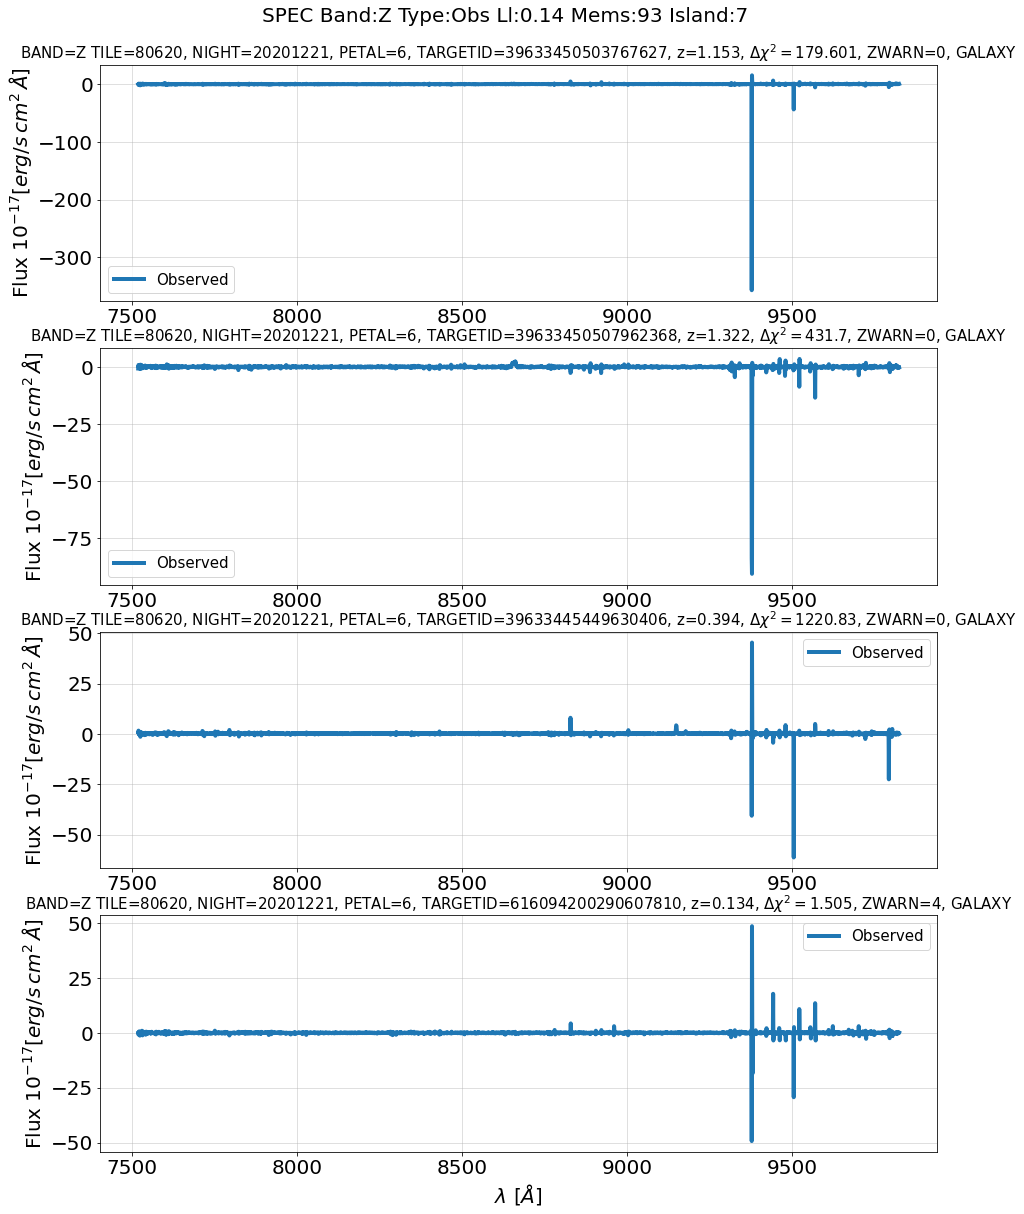 SPEC Band:Z Type:Obs Ll:0.14 Mems:93 Island:7
BAND=Z TILE=80620, NIGHT=20201221, PETAL=6, TARGETID=39633450503767627, z=1.153, Δχ² = 179.601, ZWARN=0, GALAXY
Flux 10⁻¹⁷[erg/s cm² Å]
0
−100
−200
−300
Observed
7500 8000 8500 9000 9500
BAND=Z TILE=80620, NIGHT=20201221, PETAL=6, TARGETID=39633450507962368, z=1.322, Δχ² = 431.7, ZWARN=0, GALAXY
Flux 10⁻¹⁷[erg/s cm² Å]
0
−25
−50
−75
Observed
7500 8000 8500 9000 9500
BAND=Z TILE=80620, NIGHT=20201221, PETAL=6, TARGETID=39633445449630406, z=0.394, Δχ² = 1220.83, ZWARN=0, GALAXY
Flux 10⁻¹⁷[erg/s cm² Å]
50
25
0
−25
−50
Observed
7500 8000 8500 9000 9500
BAND=Z TILE=80620, NIGHT=20201221, PETAL=6, TARGETID=616094200290607810, z=0.134, Δχ² = 1.505, ZWARN=4, GALAXY
Flux 10⁻¹⁷[erg/s cm² Å]
50
25
0
−25
−50
Observed
7500 8000 8500 9000 9500
λ [Å]